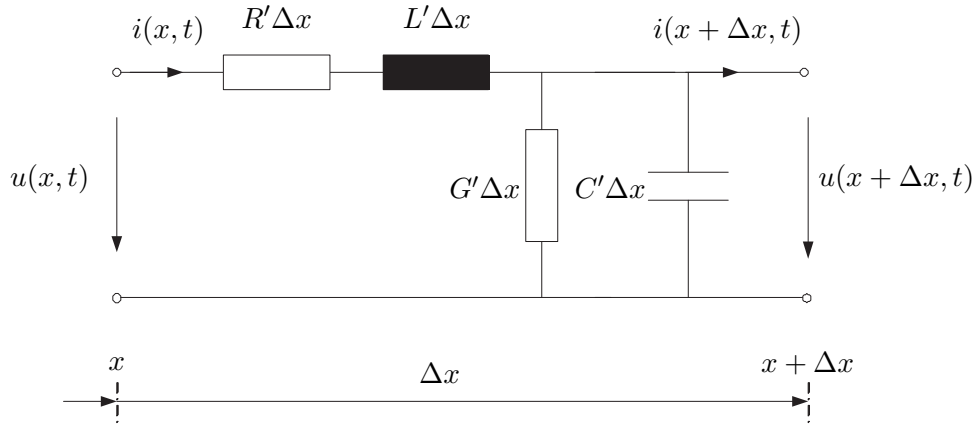 i(x, t) R′Δx L′Δx i(x + Δx, t)
u(x, t) G′Δx C′Δx u(x + Δx, t)
x Δx x + Δx